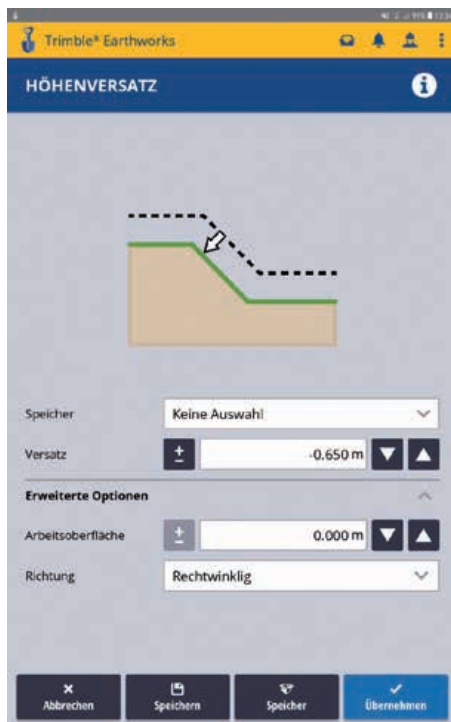 Trimble® Earthworks
HÖHENVERSATZ
Speicher Keine Auswahl
Versatz -0.650 m
Erweiterte Optionen
Arbeitsoberfläche 0.000 m
Richtung Rechtwinklig
Abbrechen Speichern Speicher Übernehmen